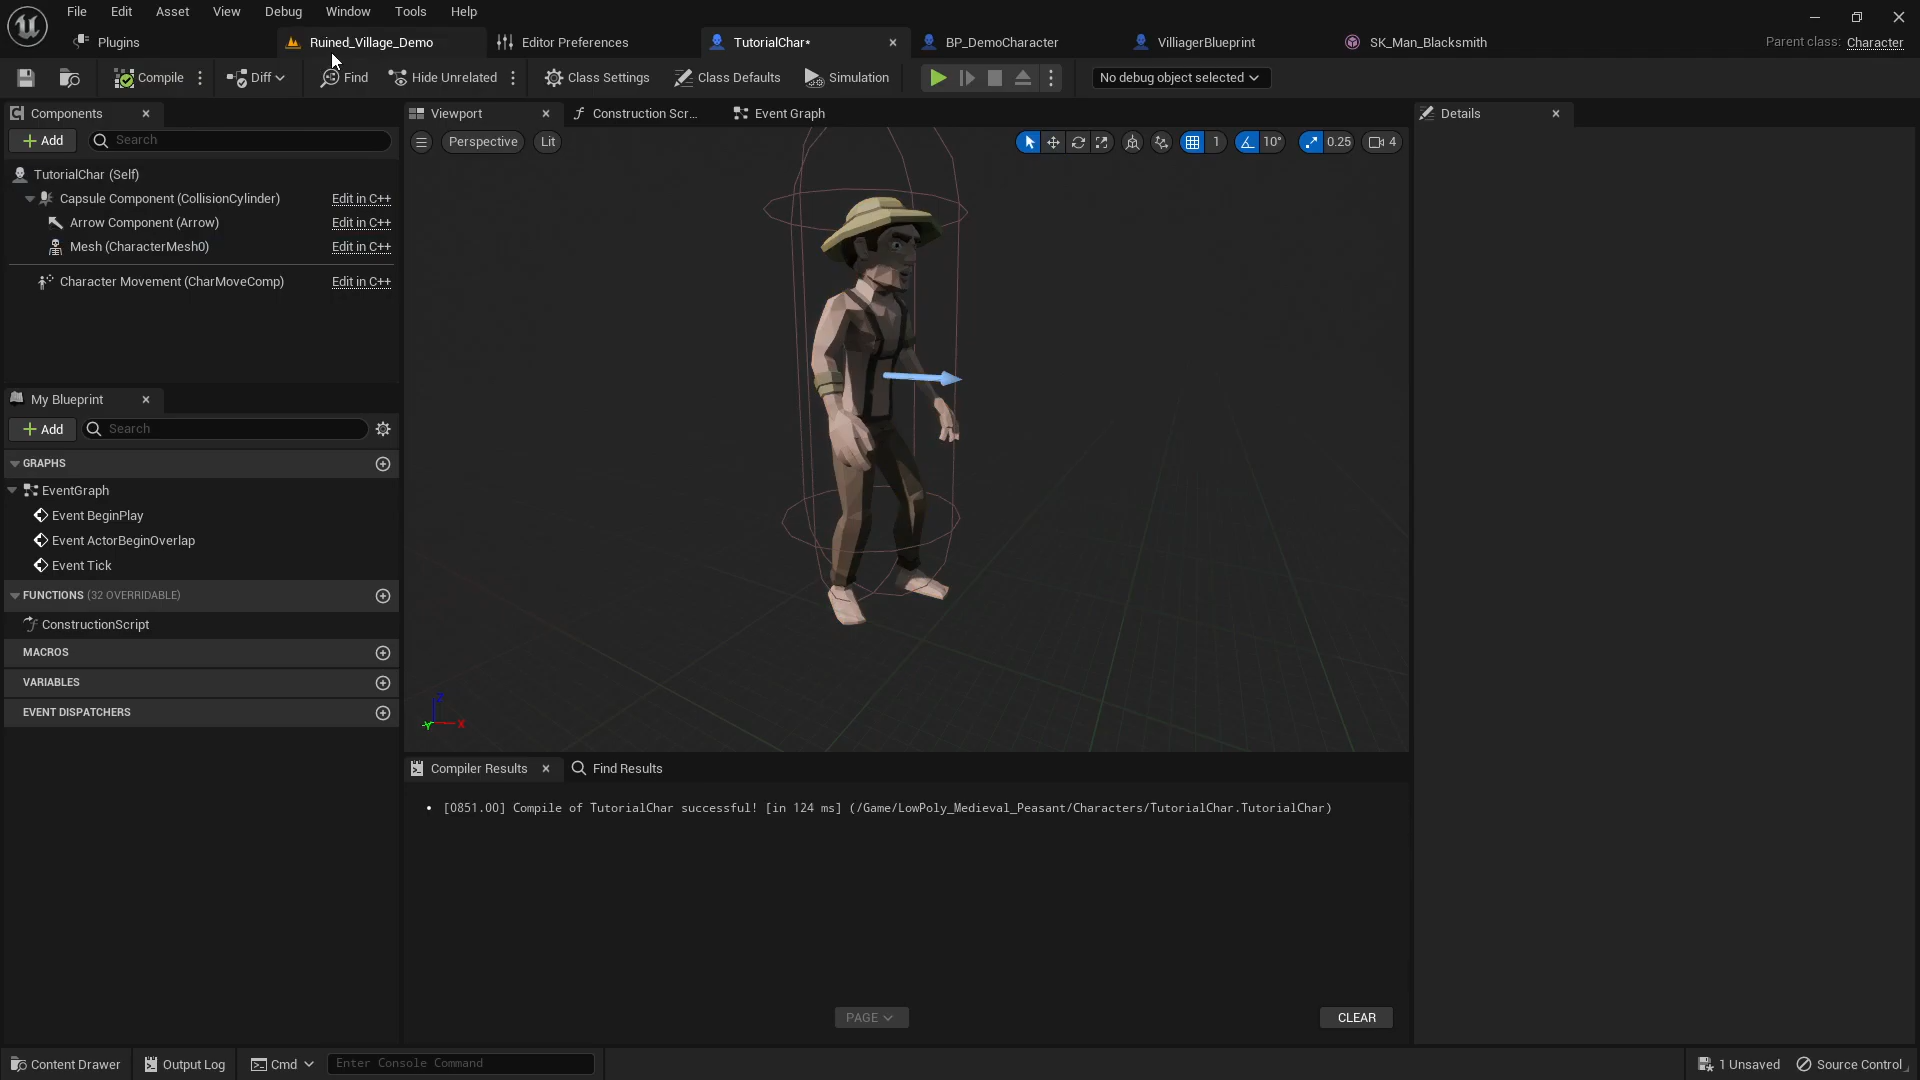 File Edit Asset View Debug Window Tools Help
Plugins Ruined_Village_Demo Editor Preferences TutorialChar* BP_DemoCharacter VilliagerBlueprint SK_Man_Blacksmith Parent class: Character
Compile Diff Find Hide Unrelated Class Settings Class Defaults Simulation No debug object selected
Components Viewport Construction Scr... Event Graph Details
Add Search Perspective Lit 1 10° 0.25 4
TutorialChar (Self)
Capsule Component (CollisionCylinder) Edit in C++
Arrow Component (Arrow) Edit in C++
Mesh (CharacterMesh0) Edit in C++
Character Movement (CharMoveComp) Edit in C++
My Blueprint
Add Search
GRAPHS
EventGraph
Event BeginPlay
Event ActorBeginOverlap
Event Tick
FUNCTIONS (32 OVERRIDABLE)
ConstructionScript
MACROS
VARIABLES
EVENT DISPATCHERS
Z
Y X
Compiler Results Find Results
• [0851.00] Compile of TutorialChar successful! [in 124 ms] (/Game/LowPoly_Medieval_Peasant/Characters/TutorialChar.TutorialChar)
PAGE CLEAR
Content Drawer Output Log Cmd Enter Console Command 1 Unsaved Source Control